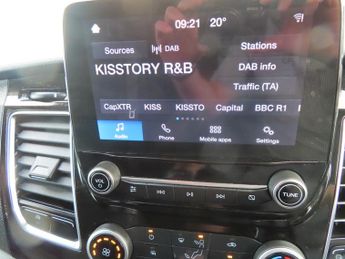 09:21 20°
Sources DAB Stations
KISSTORY R&B DAB info
Traffic (TA)
CapXTR KISS KISSTO Capital BBC R1
Audio Phone Mobile apps Settings
VOL TUNE